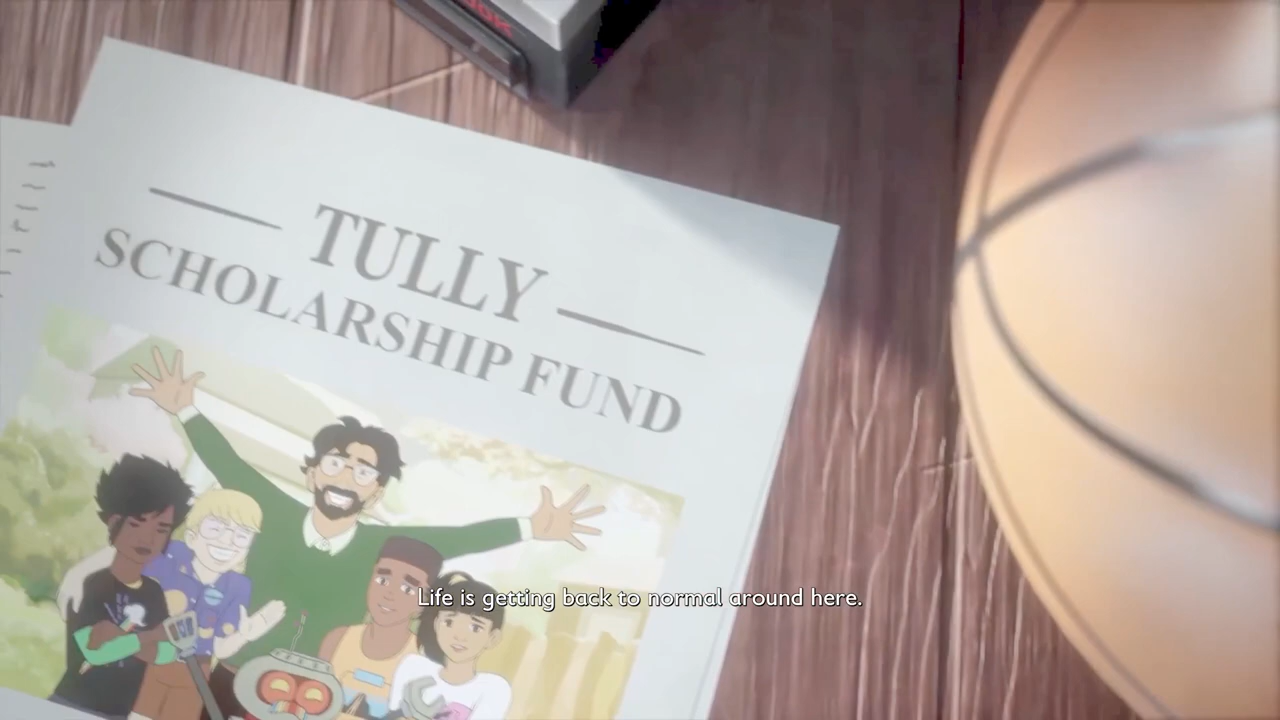 TULLY
SCHOLARSHIP FUND
Life is getting back to normal around here.